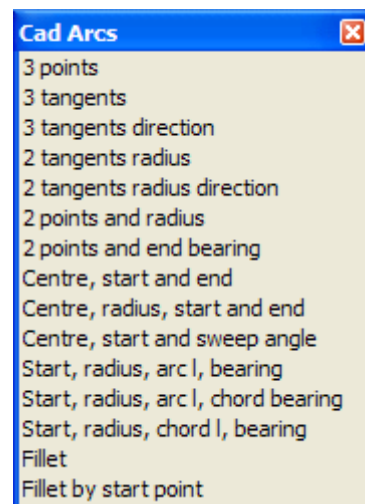 Cad Arcs
3 points
3 tangents
3 tangents direction
2 tangents radius
2 tangents radius direction
2 points and radius
2 points and end bearing
Centre, start and end
Centre, radius, start and end
Centre, start and sweep angle
Start, radius, arc l, bearing
Start, radius, arc l, chord bearing
Start, radius, chord l, bearing
Fillet
Fillet by start point